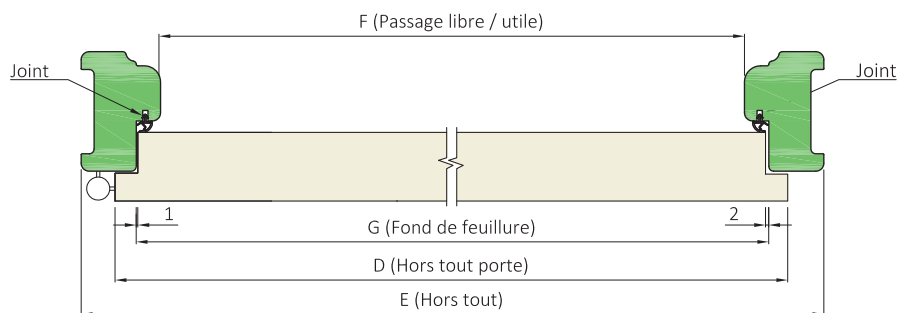 F (Passage libre / utile)
Joint
Joint
1
2
G (Fond de feuillure)
D (Hors tout porte)
E (Hors tout)